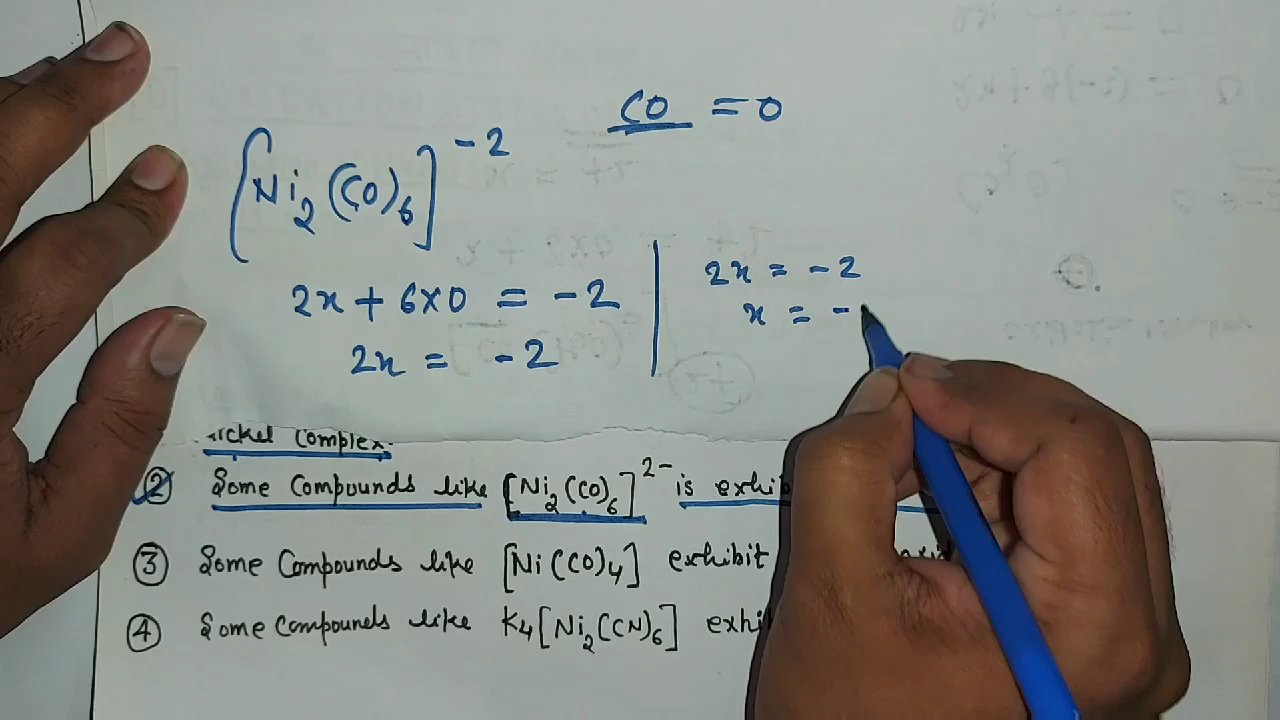 CO = 0
[Ni2(CO)6]^-2
2x + 6×0 = -2
2x = -2
2x = -2
x = -
Nickel Complex.
② Some Compounds like [Ni2(CO)6]^2- is
③ Some Compounds like [Ni(CO)4] exhibit
④ Some Compounds like K4[Ni2(CN)6]